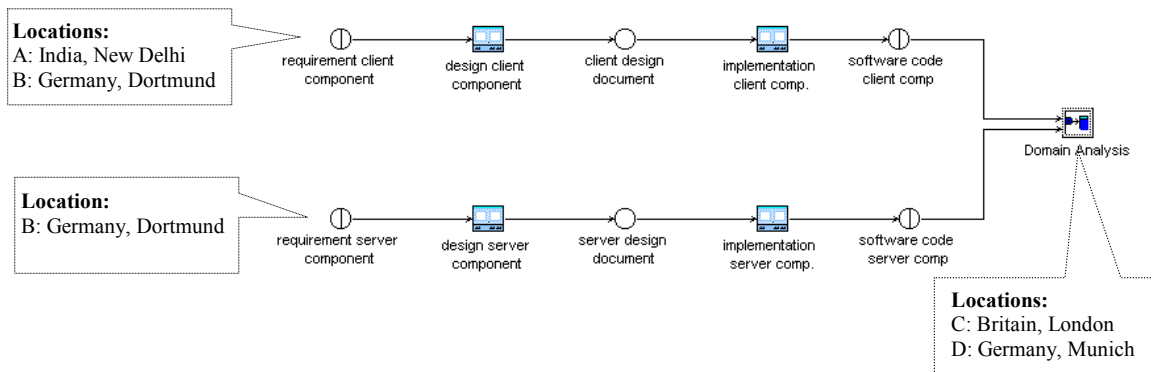 Locations:
A: India, New Delhi
B: Germany, Dortmund
requirement client
component
design client
component
client design
document
implementation
client comp.
software code
client comp
Domain Analysis
Location:
B: Germany, Dortmund
requirement server
component
design server
component
server design
document
implementation
server comp.
software code
server comp
Locations:
C: Britain, London
D: Germany, Munich